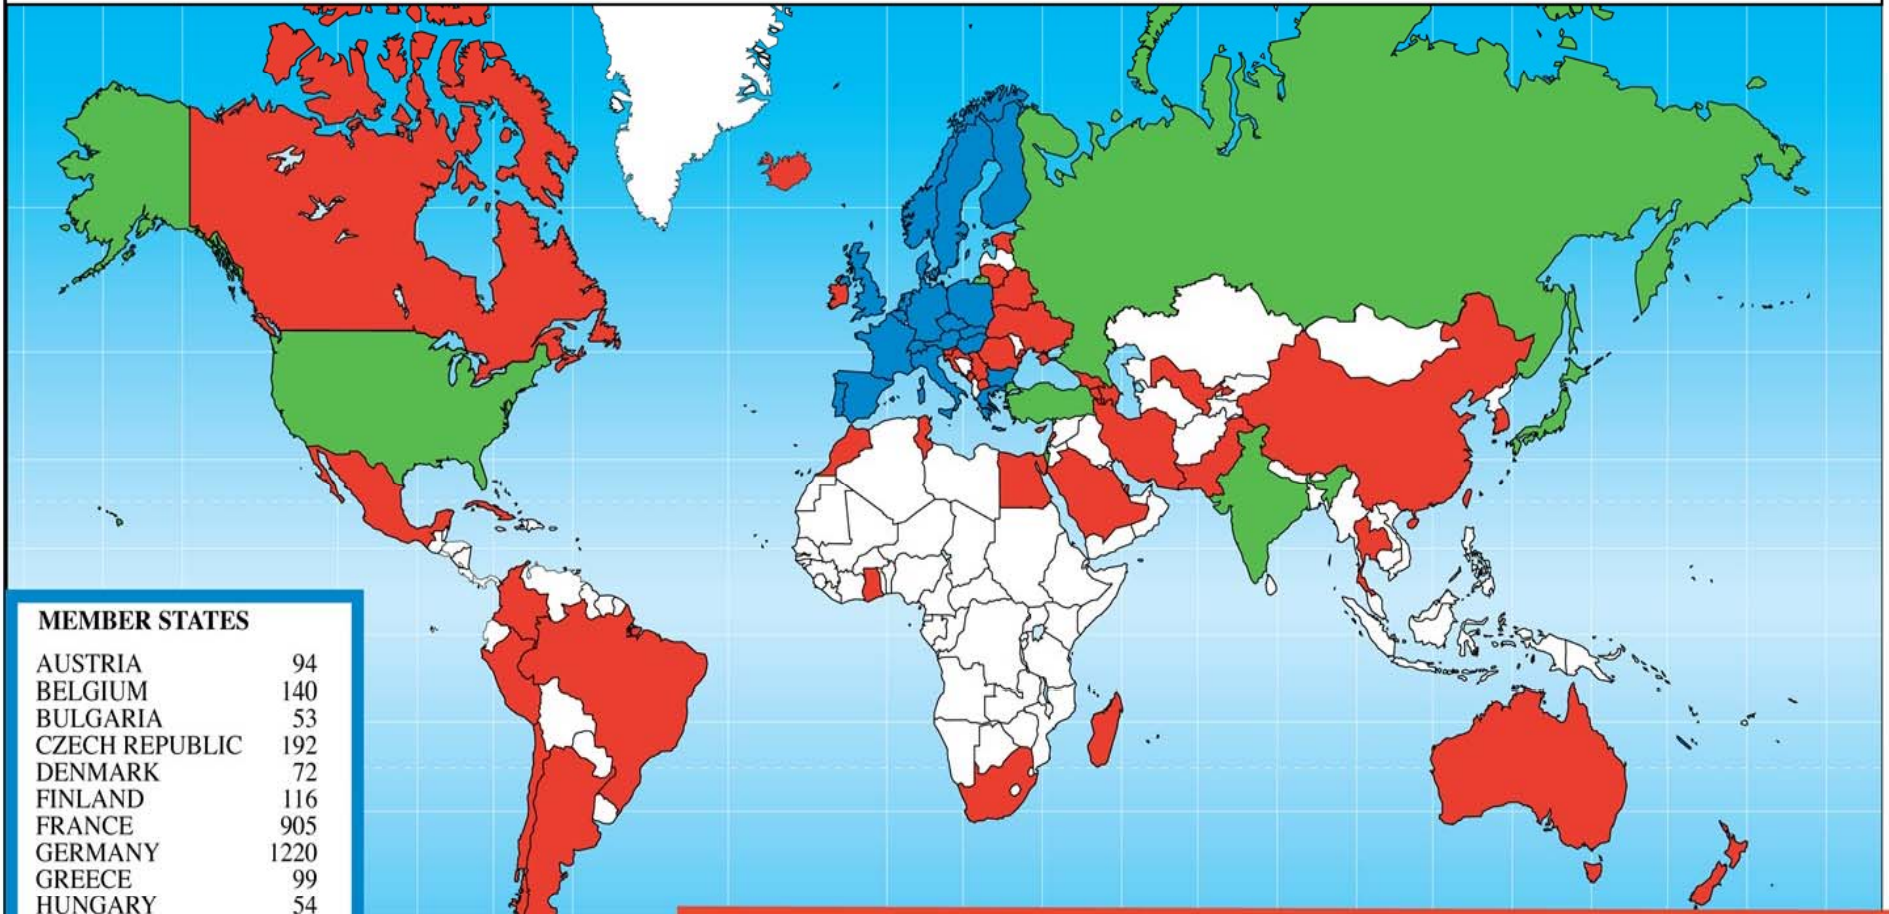 MEMBER STATES
AUSTRIA 94
BELGIUM 140
BULGARIA 53
CZECH REPUBLIC 192
DENMARK 72
FINLAND 116
FRANCE 905
GERMANY 1220
GREECE 99
HUNGARY 54